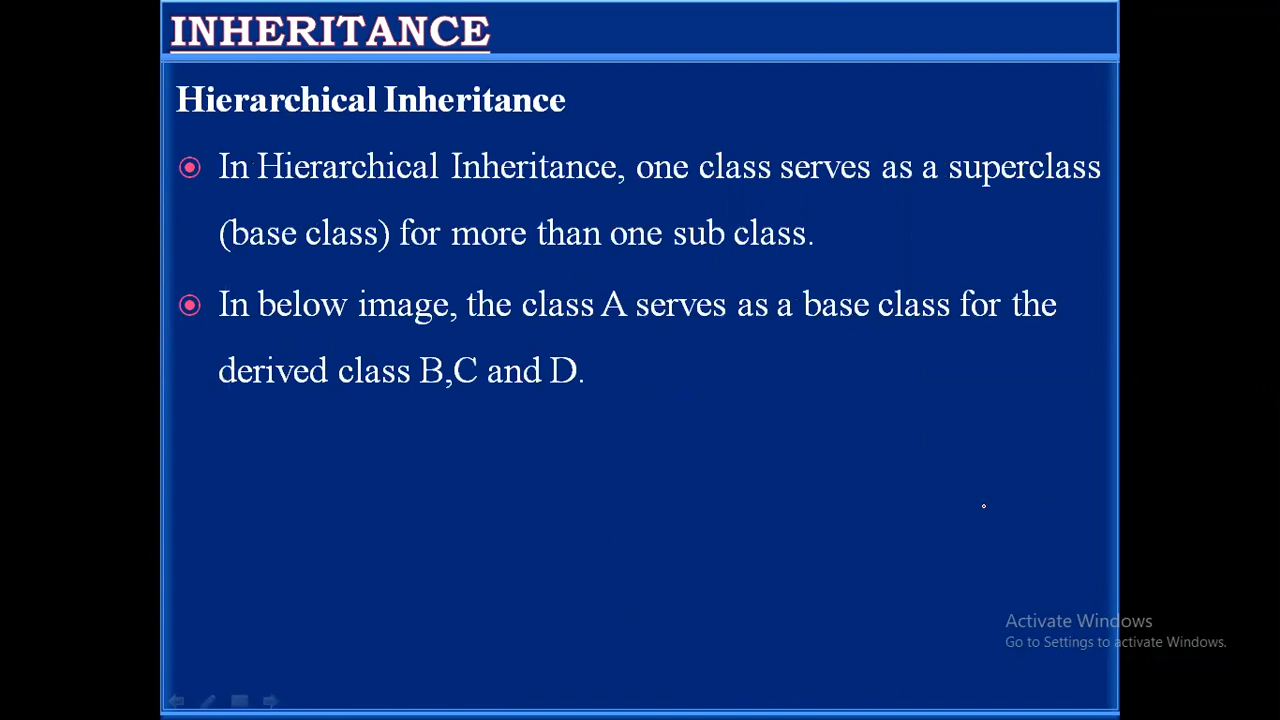 INHERITANCE
Hierarchical Inheritance
In Hierarchical Inheritance, one class serves as a superclass
(base class) for more than one sub class.
In below image, the class A serves as a base class for the
derived class B,C and D.
Activate Windows
Go to Settings to activate Windows.